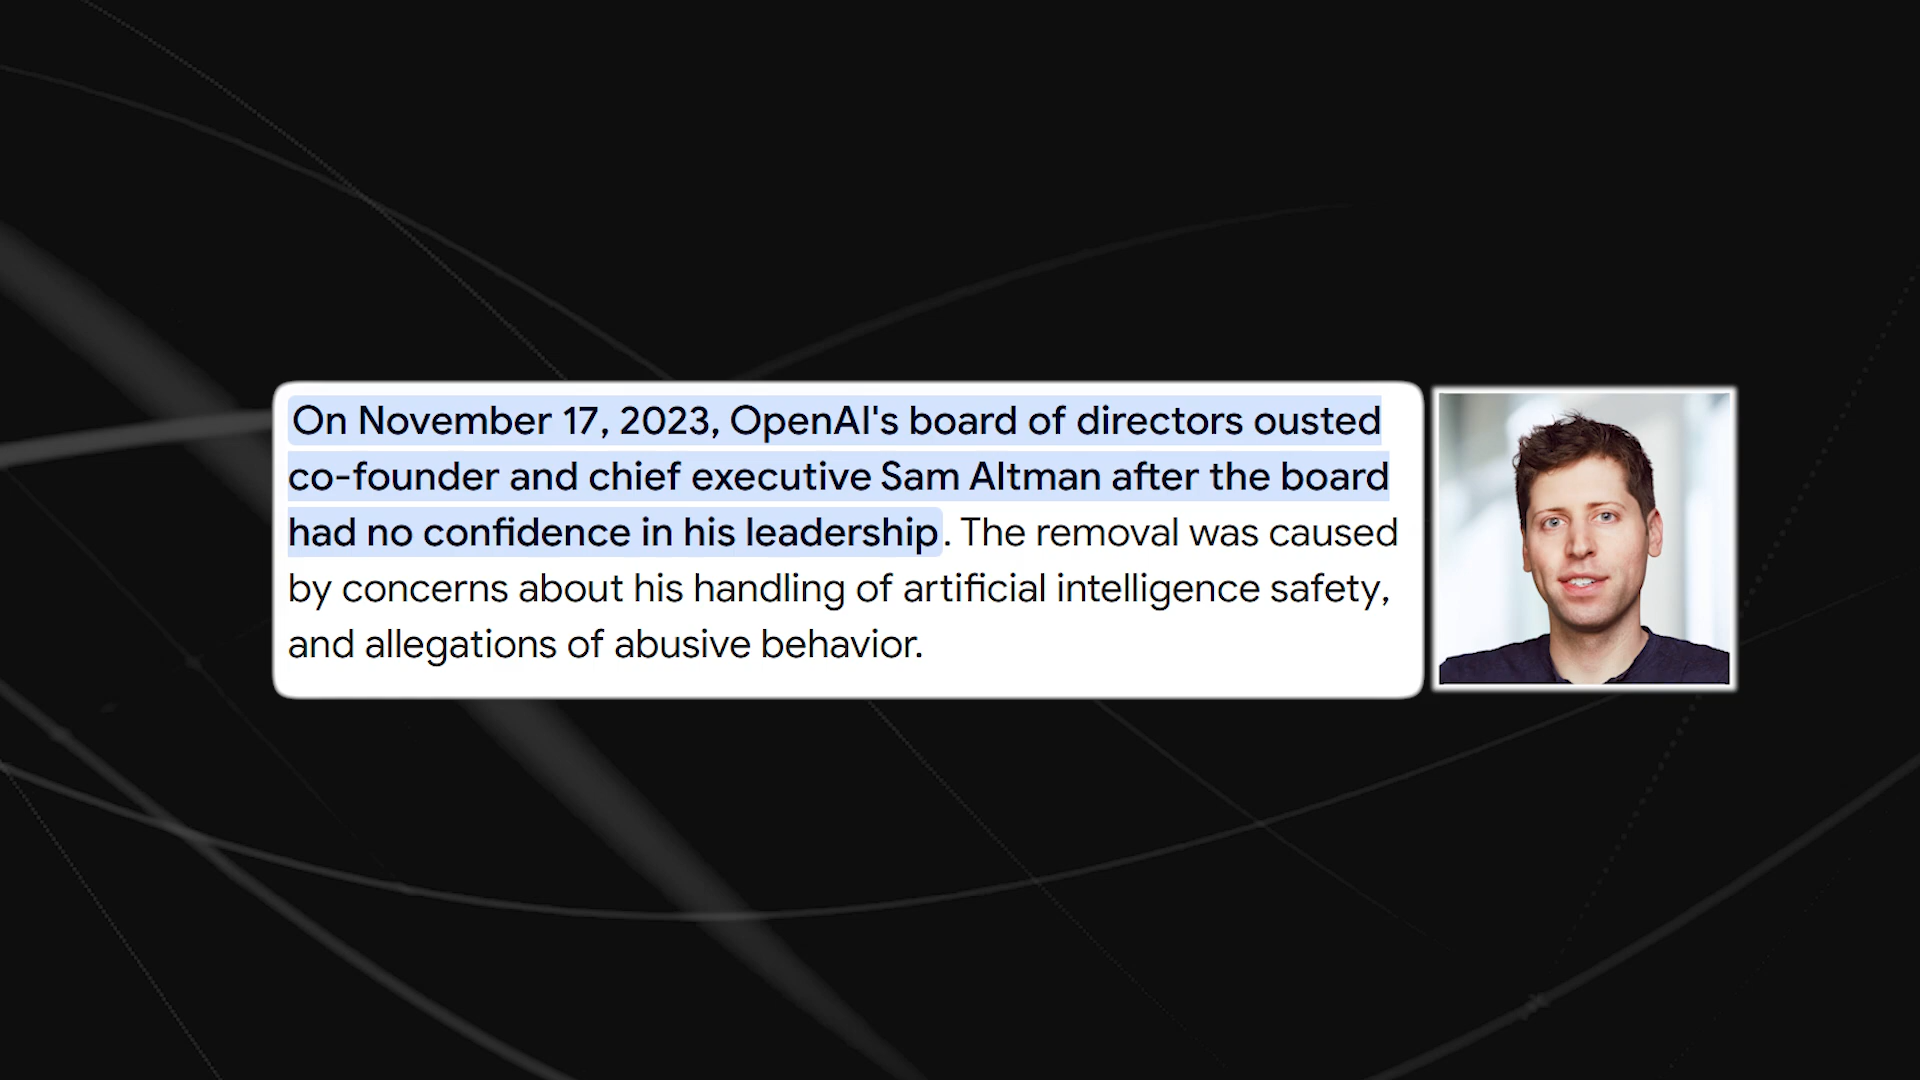 On November 17, 2023, OpenAI's board of directors ousted
co-founder and chief executive Sam Altman after the board
had no confidence in his leadership. The removal was caused
by concerns about his handling of artificial intelligence safety,
and allegations of abusive behavior.